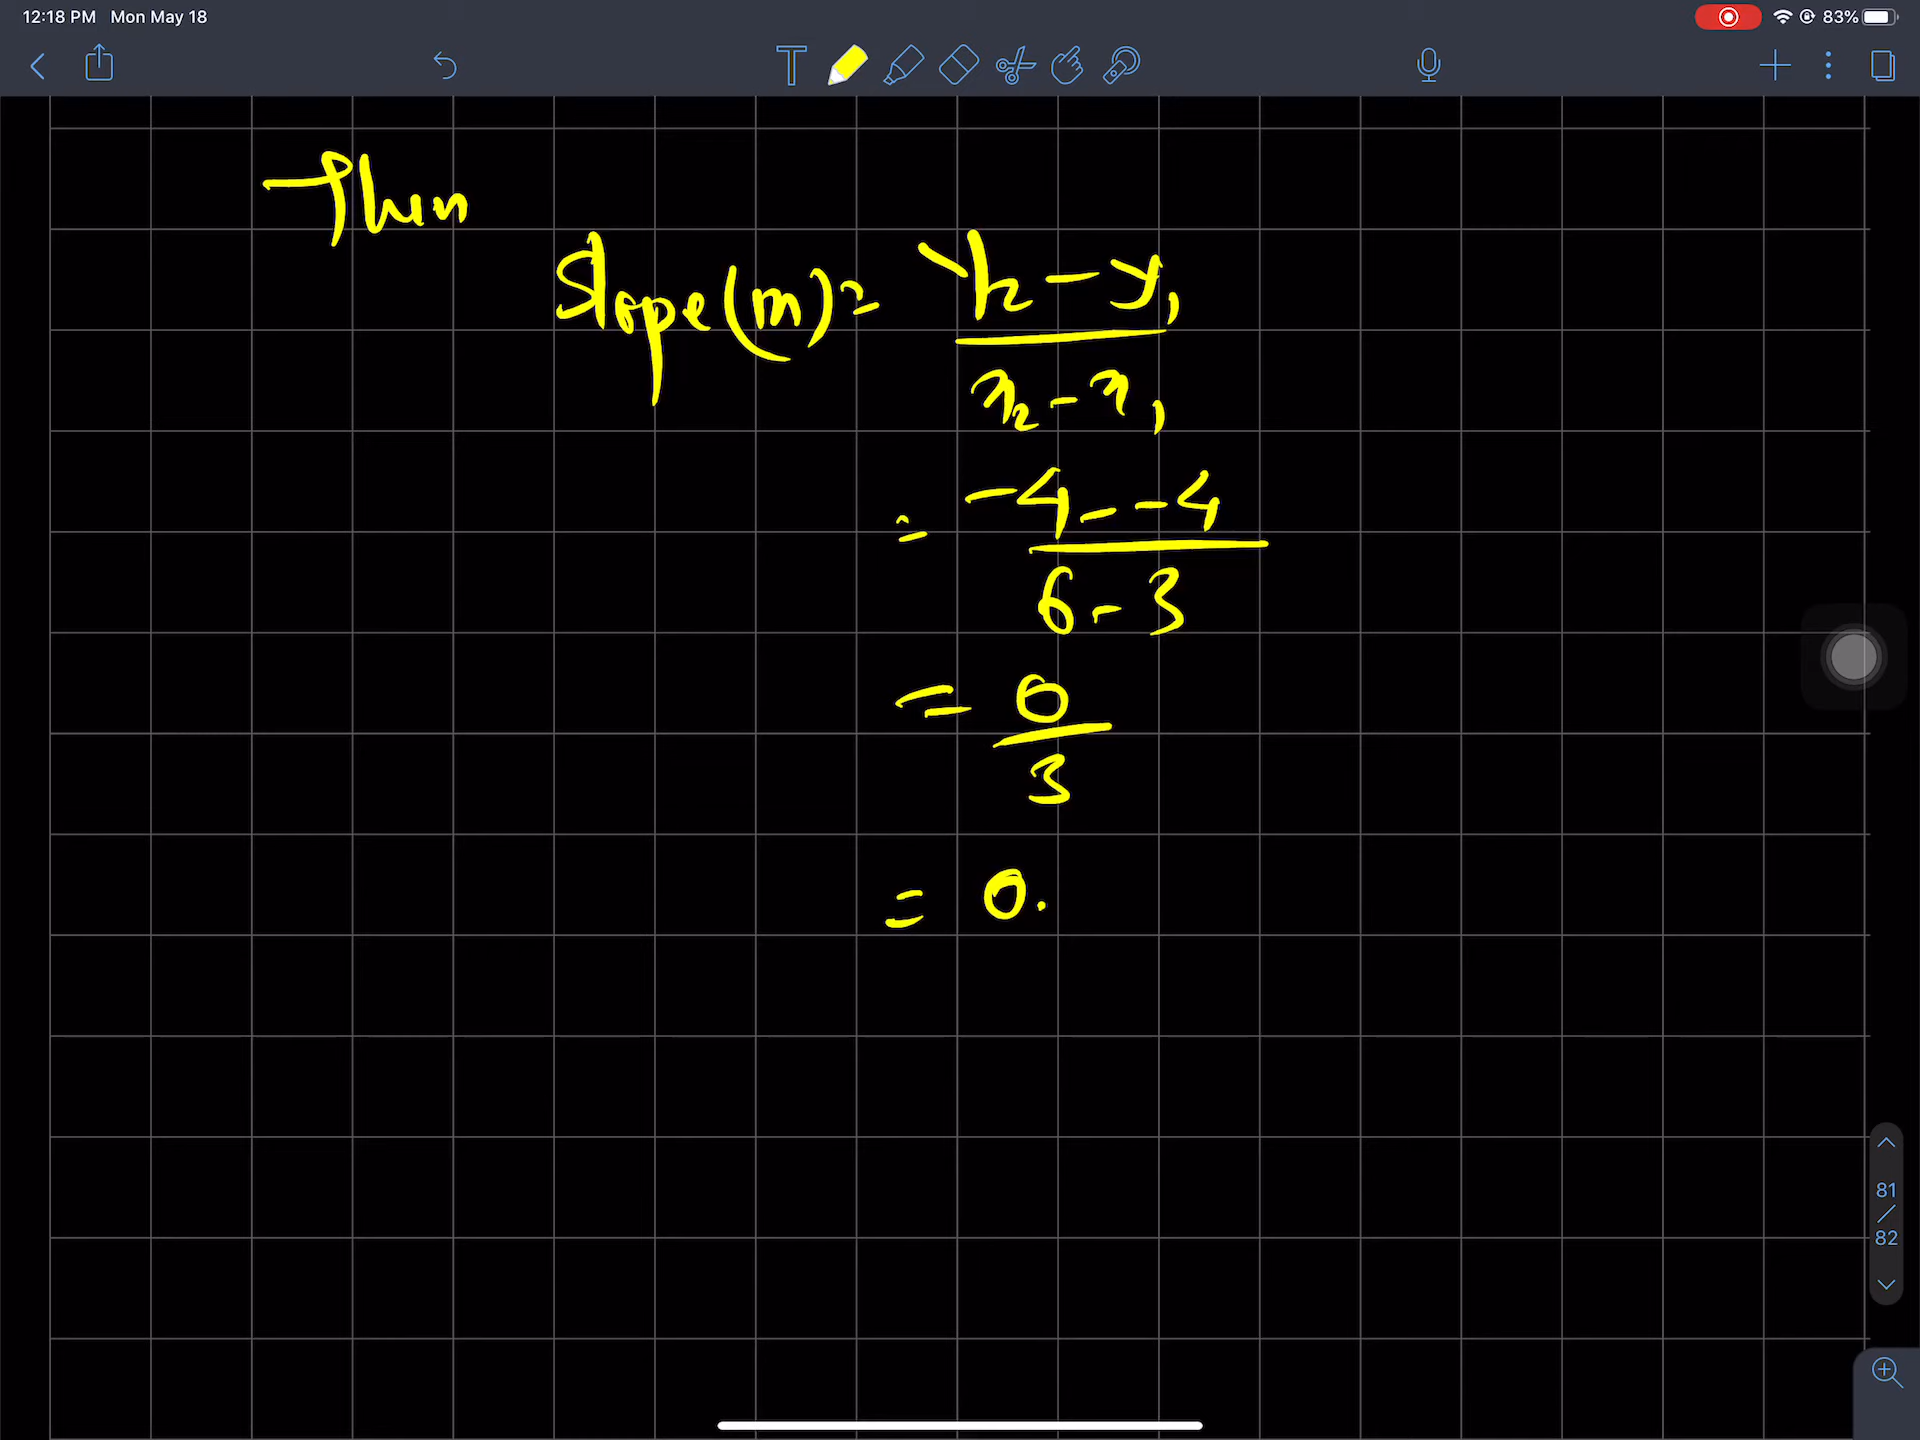 12:18 PM Mon May 18
83%
T
Then
Slope(m) = y₂ - y₁
x₂ - x₁
= -4 - -4
6 - 3
= 0
3
= 0.
81
/
82